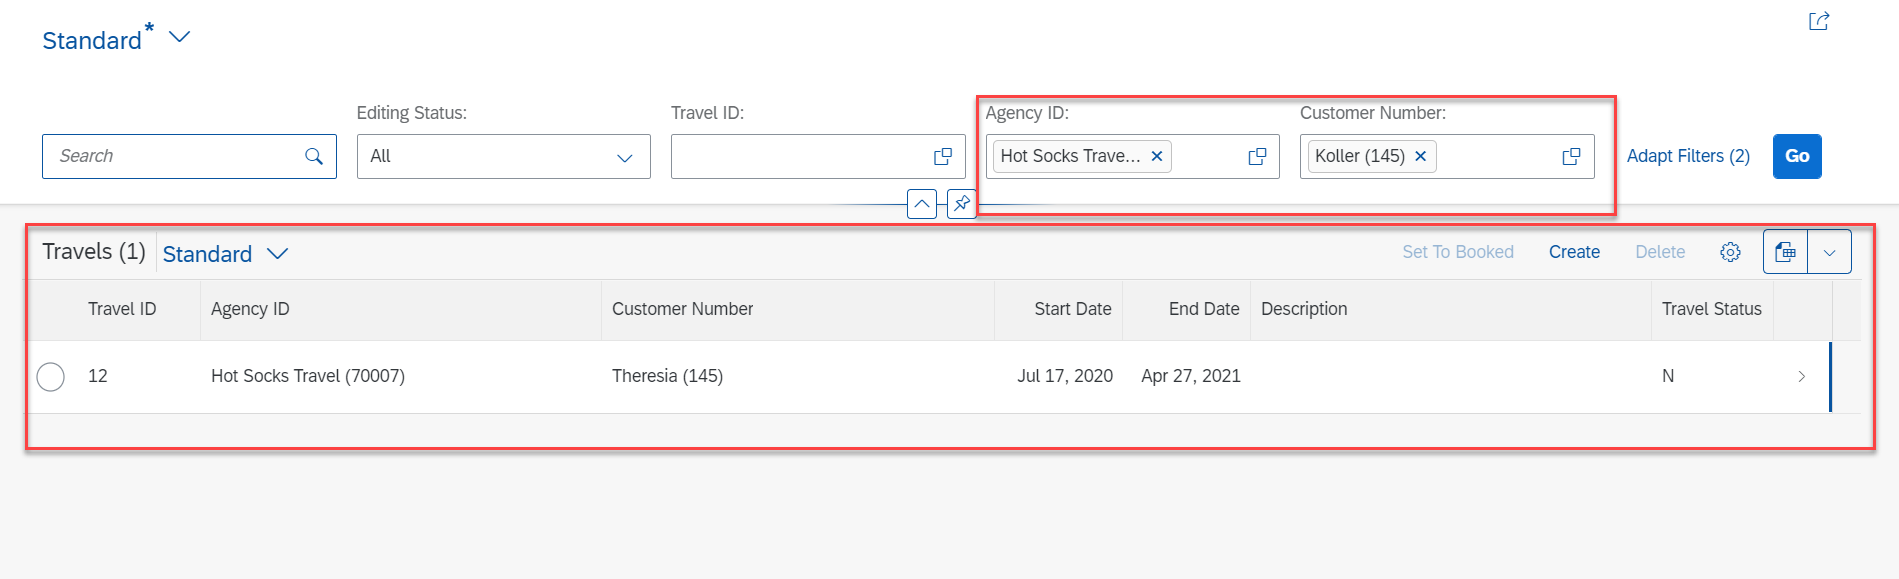 Standard*
Editing Status: Travel ID: Agency ID: Customer Number:
Search All Hot Socks Trave... Koller (145) Adapt Filters (2) Go
Travels (1) Standard Set To Booked Create Delete
Travel ID Agency ID Customer Number Start Date End Date Description Travel Status
12 Hot Socks Travel (70007) Theresia (145) Jul 17, 2020 Apr 27, 2021 N